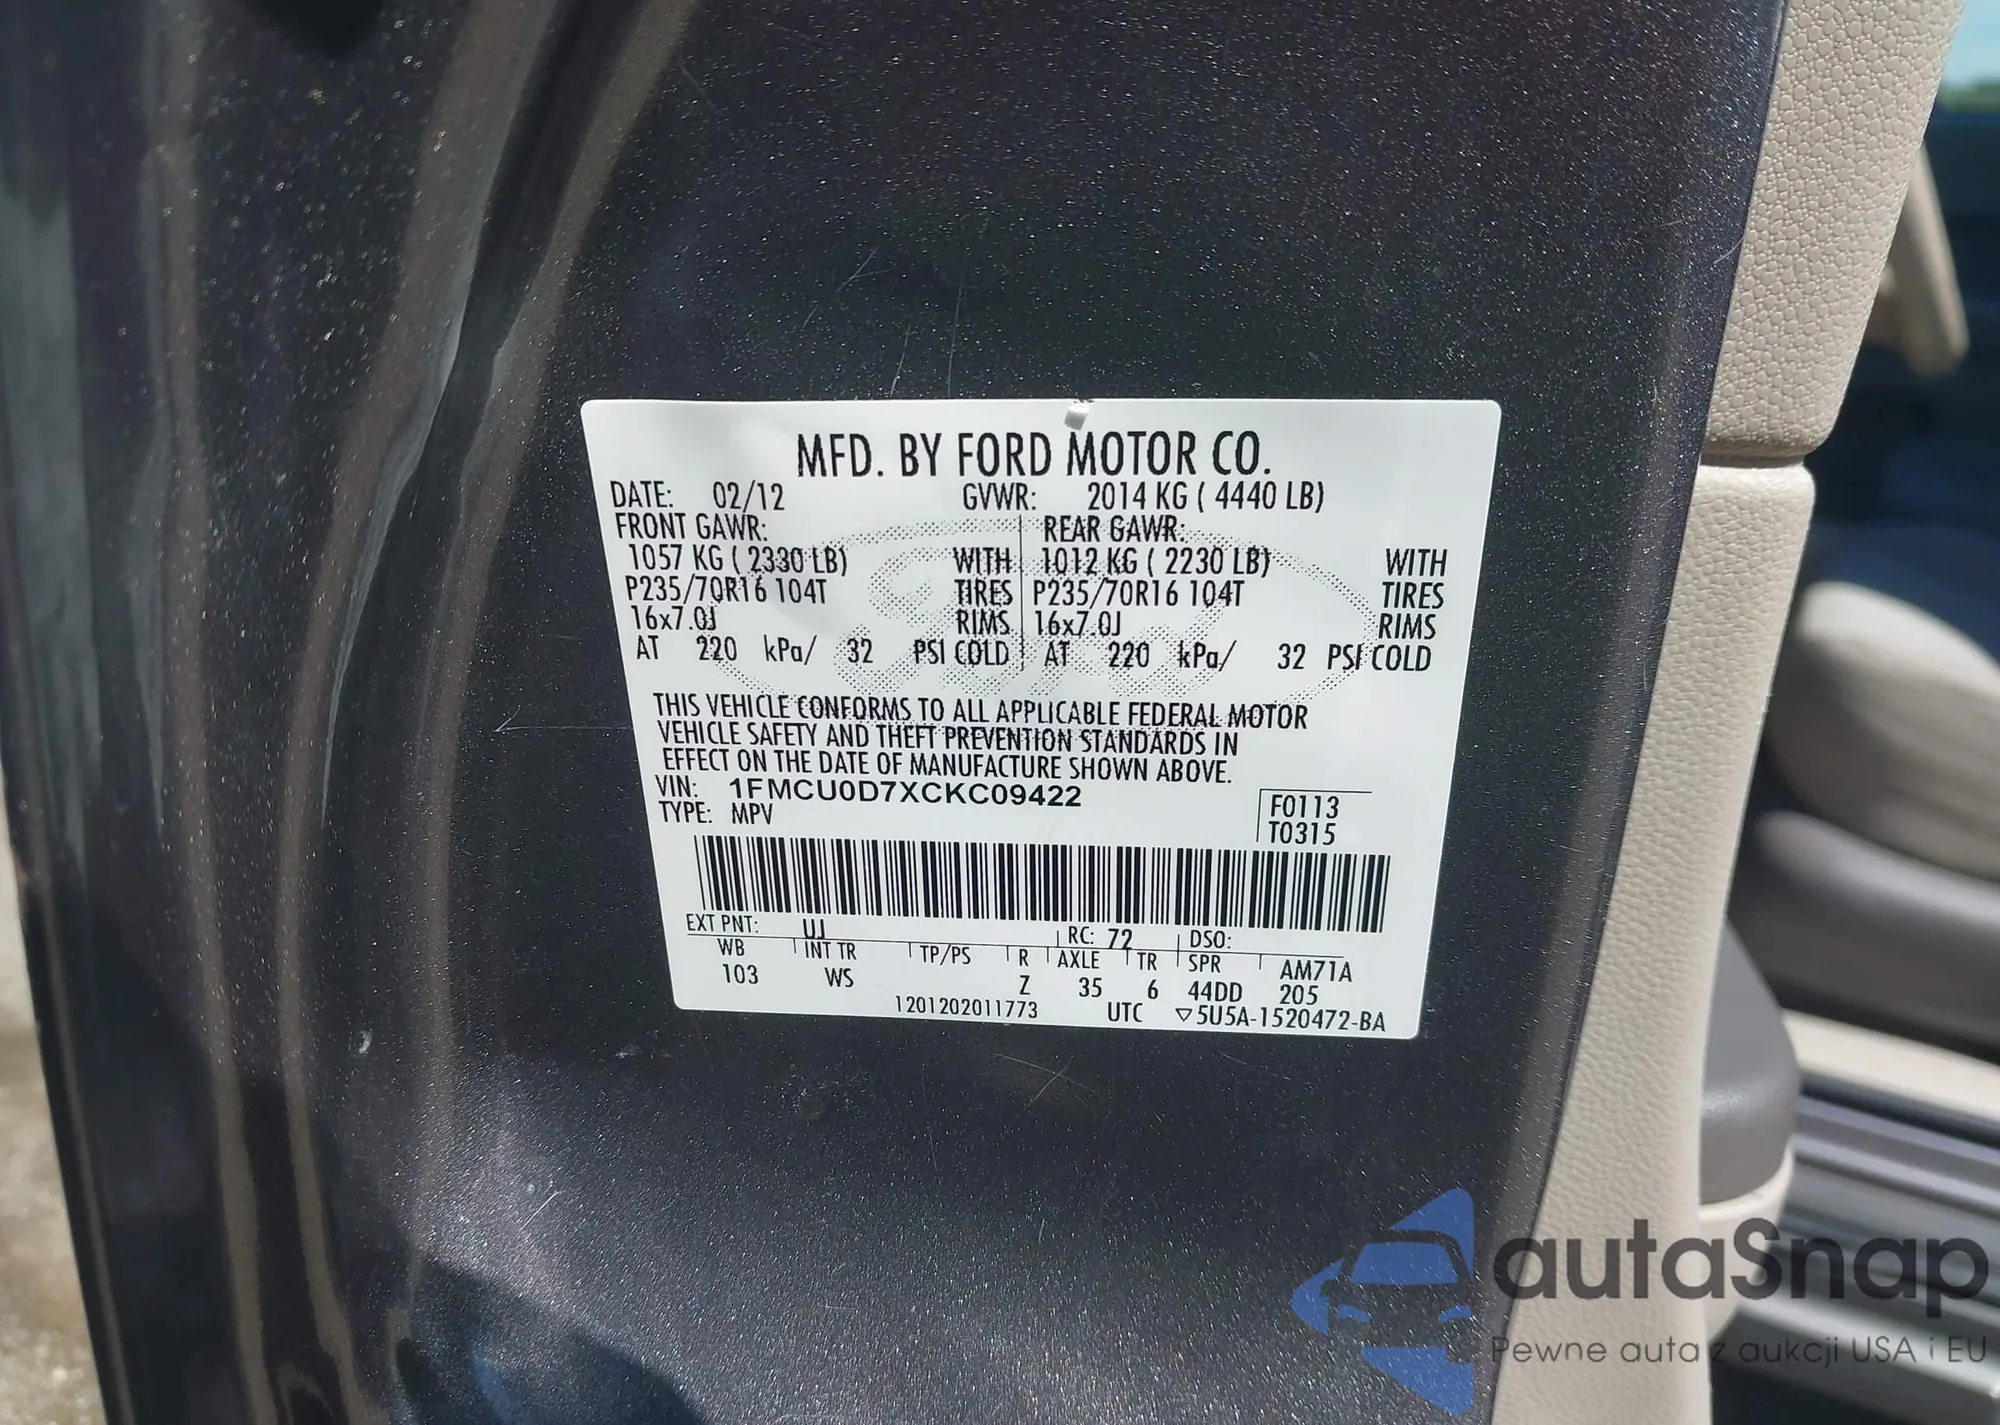 MFD. BY FORD MOTOR CO.
DATE: 02/12 GVWR: 2014 KG ( 4440 LB)
FRONT GAWR: REAR GAWR:
1057 KG ( 2330 LB) WITH 1012 KG ( 2230 LB) WITH
P235/70R16 104T TIRES P235/70R16 104T TIRES
16x7.0J RIMS 16x7.0J RIMS
AT 220 kPa/ 32 PSI COLD AT 220 kPa/ 32 PSI COLD
THIS VEHICLE CONFORMS TO ALL APPLICABLE FEDERAL MOTOR
VEHICLE SAFETY AND THEFT PREVENTION STANDARDS IN
EFFECT ON THE DATE OF MANUFACTURE SHOWN ABOVE.
VIN: 1FMCU0D7XCKC09422
TYPE: MPV
F0113
T0315
EXT PNT: UJ RC: 72 DSO:
WB INT TR TP/PS R AXLE TR SPR AM71A
103 WS Z 35 6 44DD 205
1201202011773 UTC ▽5U5A-1520472-BA
autaSnap
Pewne auta z aukcji USA i EU